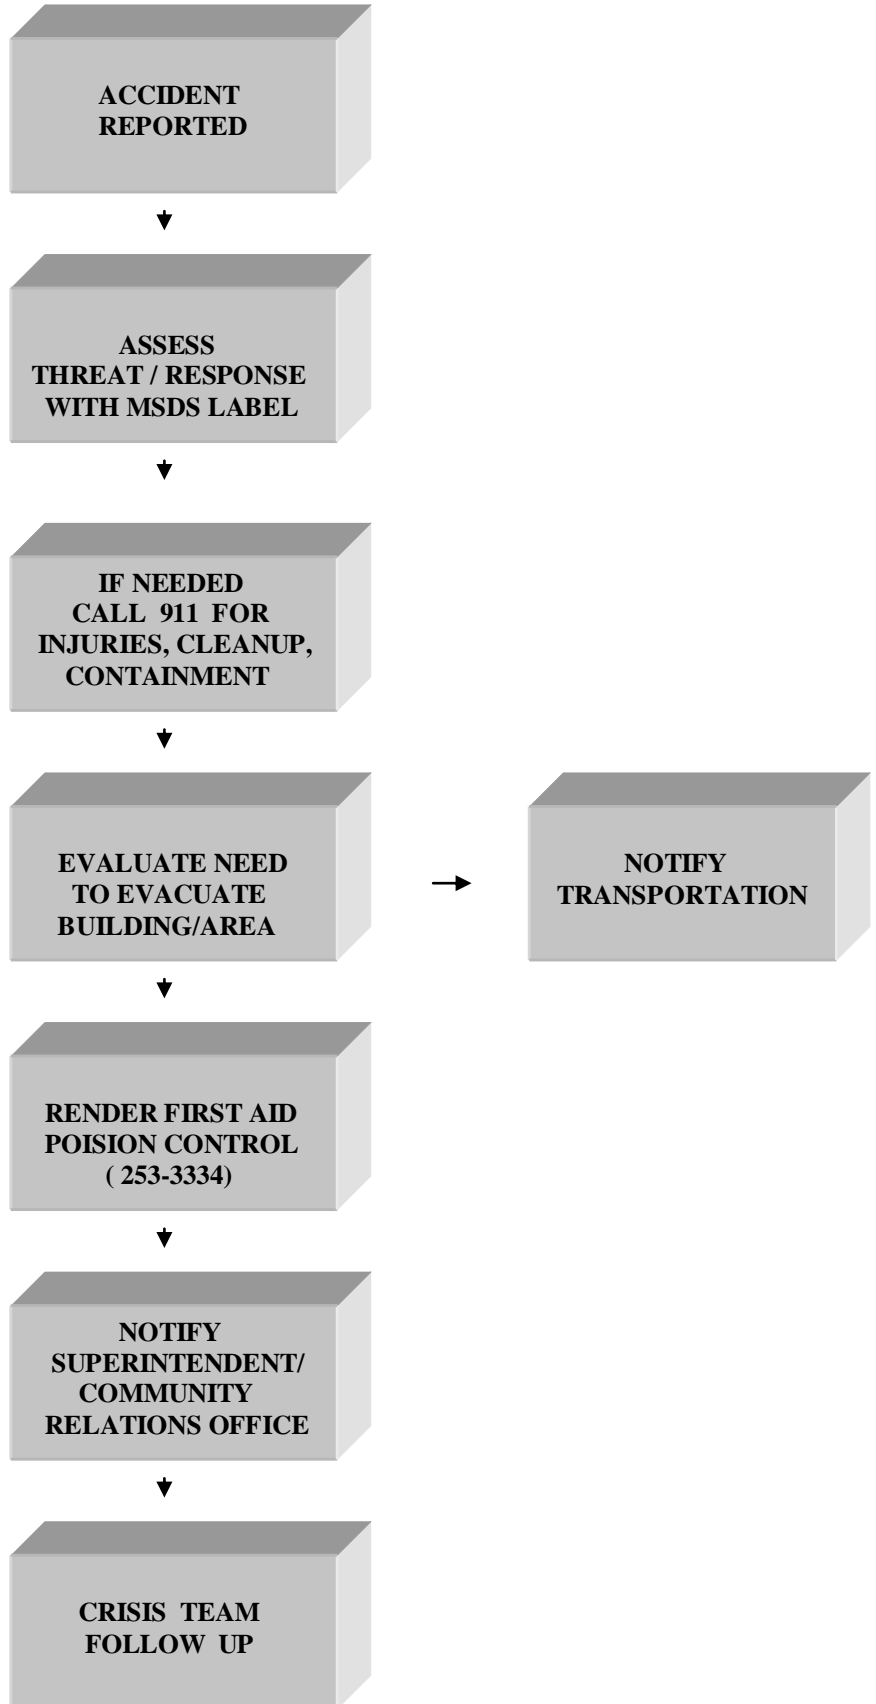 ACCIDENT
REPORTED
ASSESS
THREAT / RESPONSE
WITH MSDS LABEL
IF NEEDED
CALL 911 FOR
INJURIES, CLEANUP,
CONTAINMENT
EVALUATE NEED
TO EVACUATE
BUILDING/AREA
NOTIFY
TRANSPORTATION
RENDER FIRST AID
POISION CONTROL
( 253-3334)
NOTIFY
SUPERINTENDENT/
COMMUNITY
RELATIONS OFFICE
CRISIS TEAM
FOLLOW UP